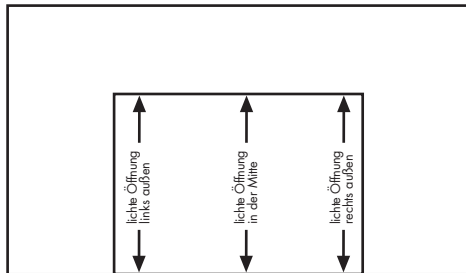 lichte Öffnung
links außen
lichte Öffnung
in der Mitte
lichte Öffnung
rechts außen